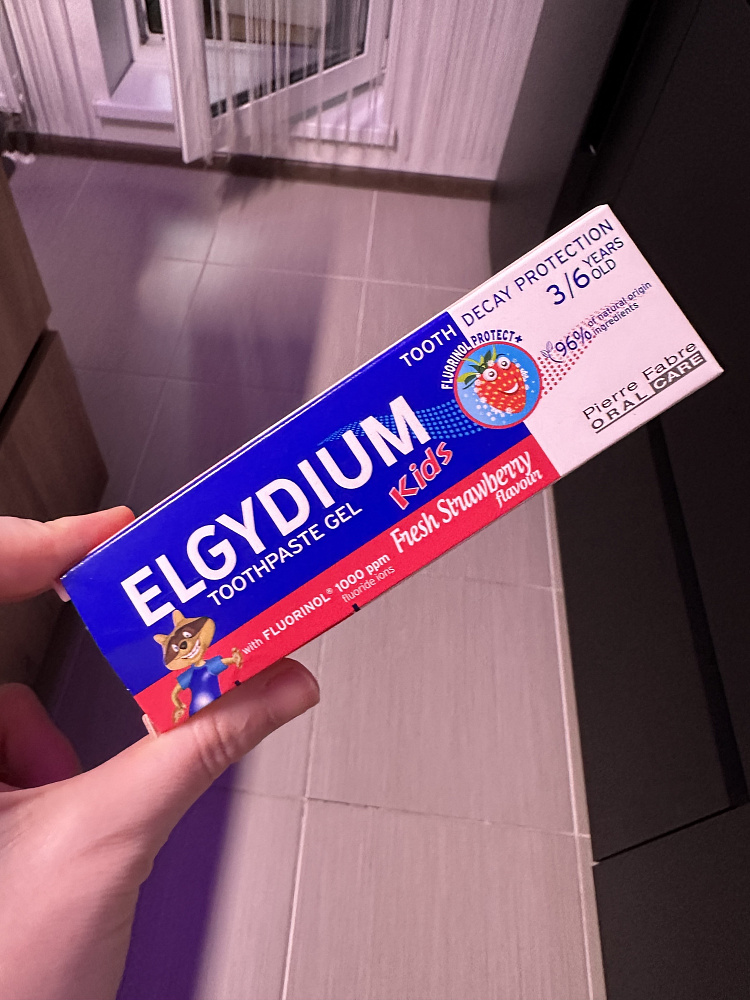 TOOTH DECAY PROTECTION
3/6 YEARS OLD
FLUORINOL PROTECT+
96% of natural origin ingredients
Pierre Fabre
ORAL CARE
ELGYDIUM
Kids
TOOTHPASTE GEL
Fresh Strawberry
flavour
with FLUORINOL® 1000 ppm
fluoride ions